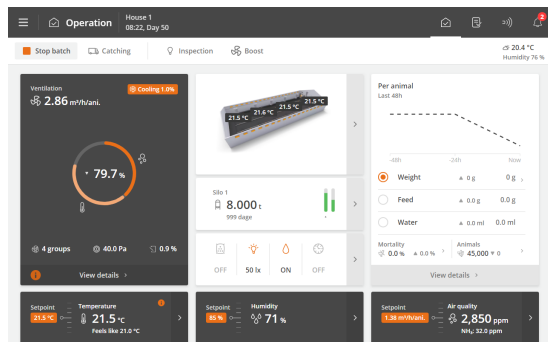 Operation
House 1
08:22, Day 50
2
Stop batch
Catching
Inspection
Boost
20.4 °C
Humidity 76 %
Ventilation
2.86 m³/h/ani.
Cooling 1.0%
79.7 %
4 groups
40.0 Pa
0.9 %
View details
21.5 °C
21.6 °C
21.5 °C
21.5 °C
Silo 1
8.000 t
999 dage
OFF
50 lx
ON
OFF
Per animal
Last 48h
-48h
-24h
Now
Weight
0 g
0 g
Feed
0.0 g
0.0 g
Water
0.0 ml
0.0 ml
Mortality
0.0 %
0.0 %
Animals
45,000
0
View details
Setpoint
21.5 °C
Temperature
21.5 °C
Feels like 21.0 °C
Setpoint
85 %
Humidity
71 %
Setpoint
1.38 m³/h/ani.
Air quality
2,850 ppm
NH₃: 32.0 ppm